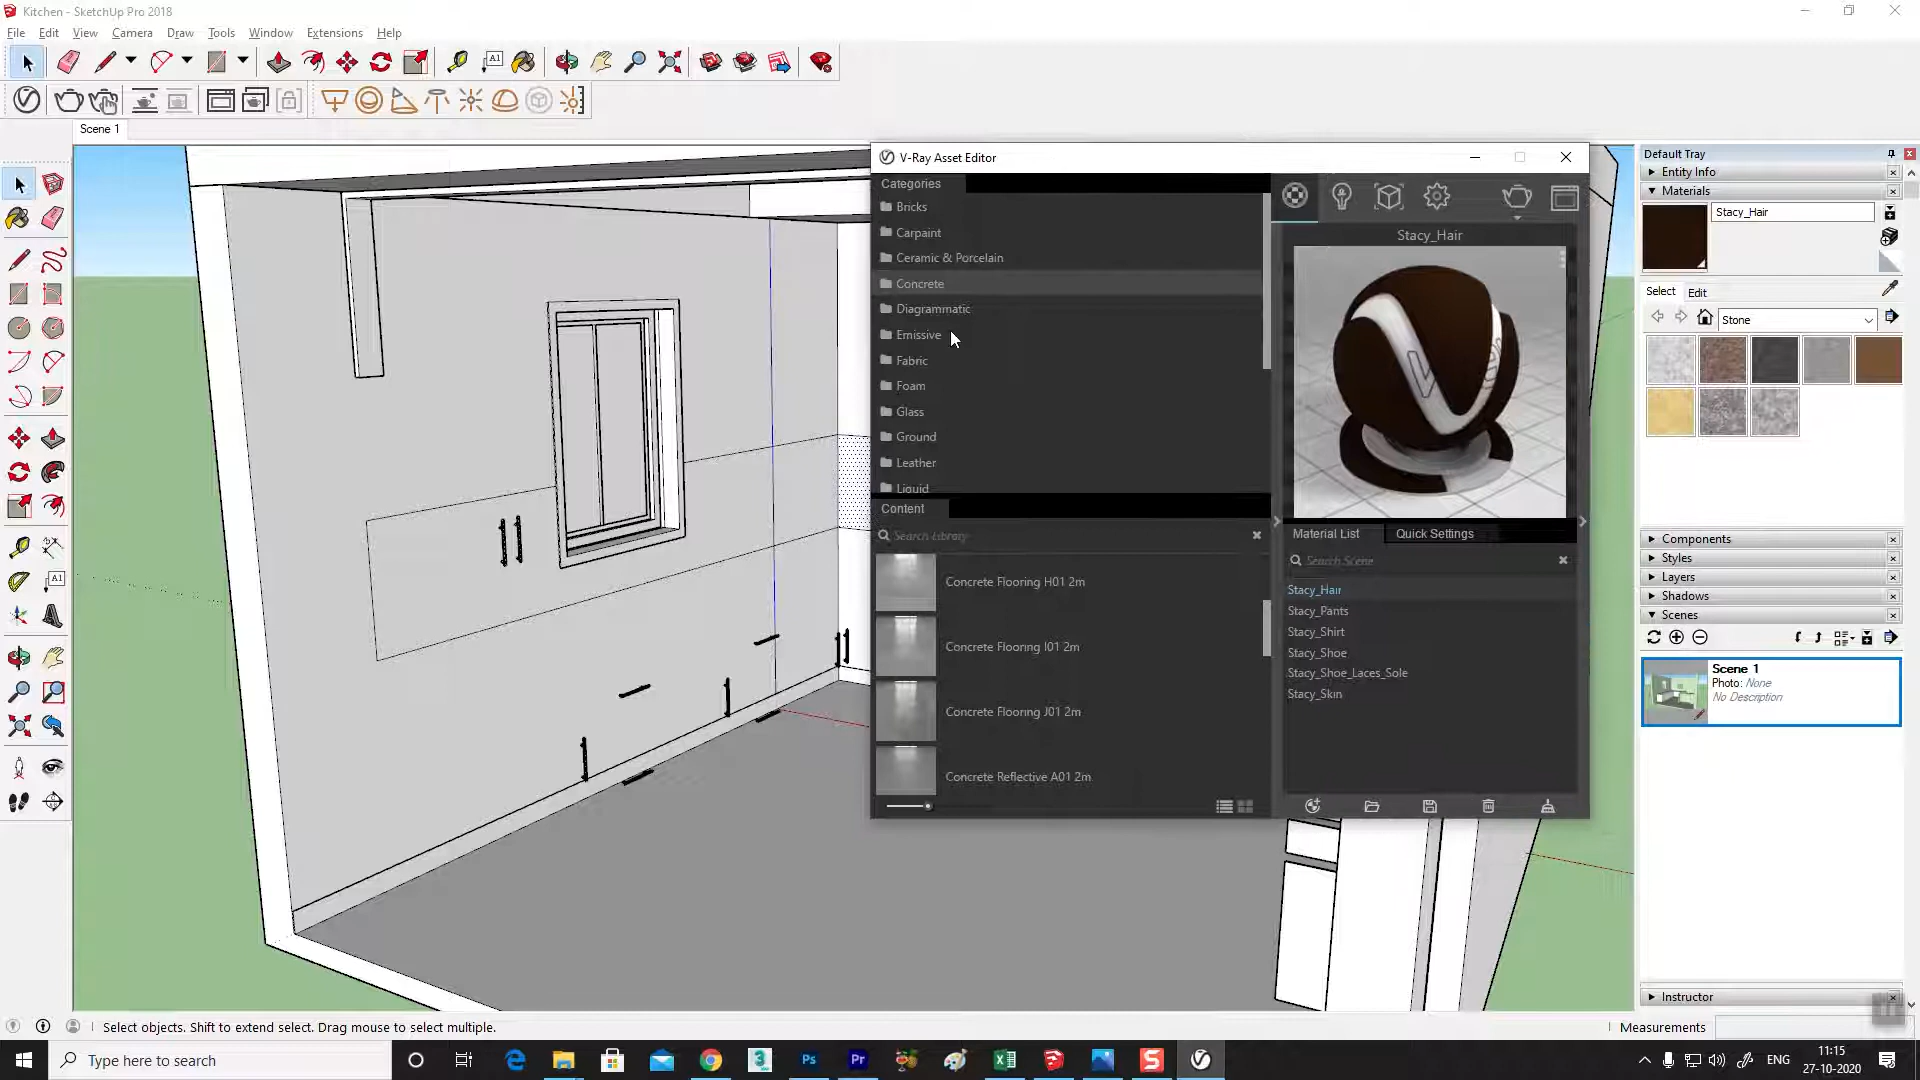 Kitchen - SketchUp Pro 2018
File Edit View Camera Draw Tools Window Extensions Help
A1
Scene 1
V-Ray Asset Editor
Categories
Bricks
Carpaint
Ceramic & Porcelain
Concrete
Diagrammatic
Emissive
Fabric
Foam
Glass
Ground
Leather
Liquid
Content
Search Library
Concrete Flooring H01 2m
Concrete Flooring I01 2m
Concrete Flooring J01 2m
Concrete Reflective A01 2m
Stacy_Hair
Material List Quick Settings
Search Scene
Stacy_Hair
Stacy_Pants
Stacy_Shirt
Stacy_Shoe
Stacy_Shoe_Laces_Sole
Stacy_Skin
Default Tray
Entity Info
Materials
Stacy_Hair
Select Edit
Stone
Components
Styles
Layers
Shadows
Scenes
Scene 1
Photo: None
No Description
Instructor
A1
Select objects. Shift to extend select. Drag mouse to select multiple.
Measurements
Type here to search
3
Ps
Pr
S
ENG
11:15
27-10-2020